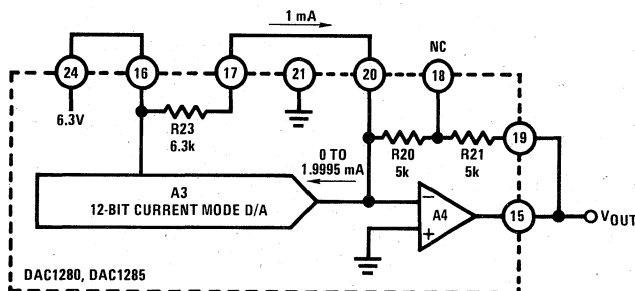 1 mA
NC
24
16
17
21
20
18
6.3V
R23
6.3k
19
R20
5k
R21
5k
0 TO
1.9995 mA
A3
12-BIT CURRENT MODE D/A
−
+
A4
15
VOUT
DAC1280, DAC1285